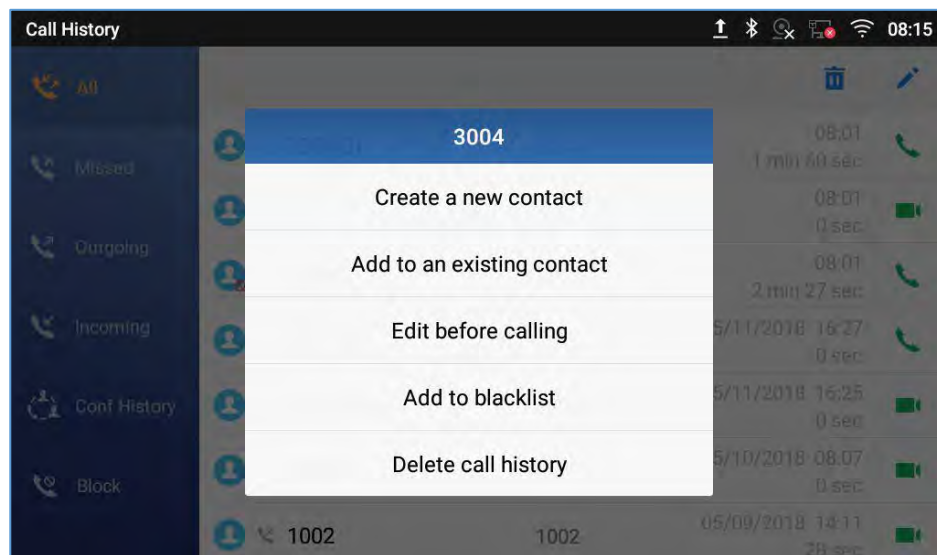 Call History 08:15
All
Missed
Outgoing
Incoming
Conf History
Block
3004
Create a new contact
Add to an existing contact
Edit before calling
Add to blacklist
Delete call history
08:01
1 min 60 sec
08:01
0 sec
08:01
2 min 27 sec
5/11/2018 16:27
0 sec
5/11/2018 16:25
0 sec
5/10/2018 08:07
0 sec
1002 1002 05/09/2018 14:11
28 sec